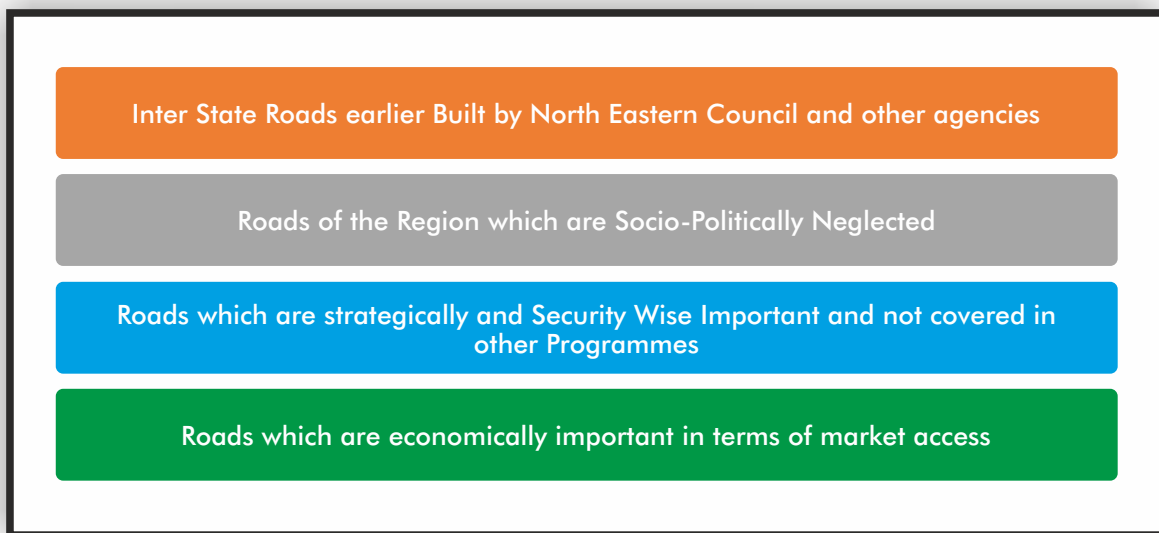 Inter State Roads earlier Built by North Eastern Council and other agencies
Roads of the Region which are Socio-Politically Neglected
Roads which are strategically and Security Wise Important and not covered in
other Programmes
Roads which are economically important in terms of market access